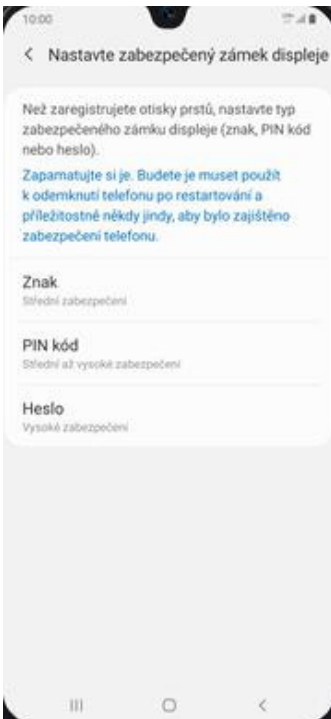 10:00
Nastavte zabezpečený zámek displeje
Než zaregistrujete otisky prstů, nastavte typ
zabezpečeného zámku displeje (znak, PIN kód
nebo heslo).
Zapamatujte si je. Budete je muset použít
k odemknutí telefonu po restartování a
příležitostně někdy jindy, aby bylo zajištěno
zabezpečení telefonu.
Znak
Střední zabezpečení
PIN kód
Střední až vysoké zabezpečení
Heslo
Vysoké zabezpečení